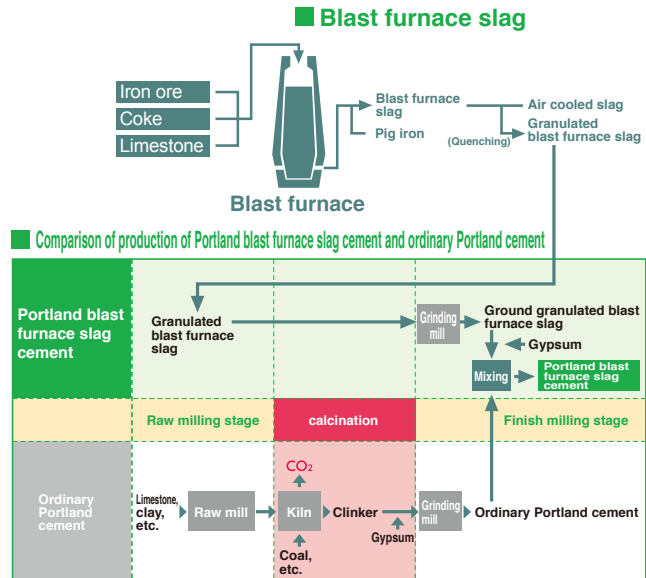 Blast furnace slag
Iron ore
Coke
Limestone
Blast furnace
slag
Pig iron
Air cooled slag
(Quenching)
Granulated
blast furnace slag
Blast furnace
Comparison of production of Portland blast furnace slag cement and ordinary Portland cement
Portland blast
furnace slag
cement
Granulated
blast furnace
slag
Grinding
mill
Ground granulated blast
furnace slag
Gypsum
Mixing
Portland blast
furnace slag
cement
Raw milling stage
calcination
Finish milling stage
Ordinary
Portland
cement
Limestone,
clay,
etc.
Raw mill
CO₂
Kiln
Coal,
etc.
Clinker
Gypsum
Grinding
mill
Ordinary Portland cement